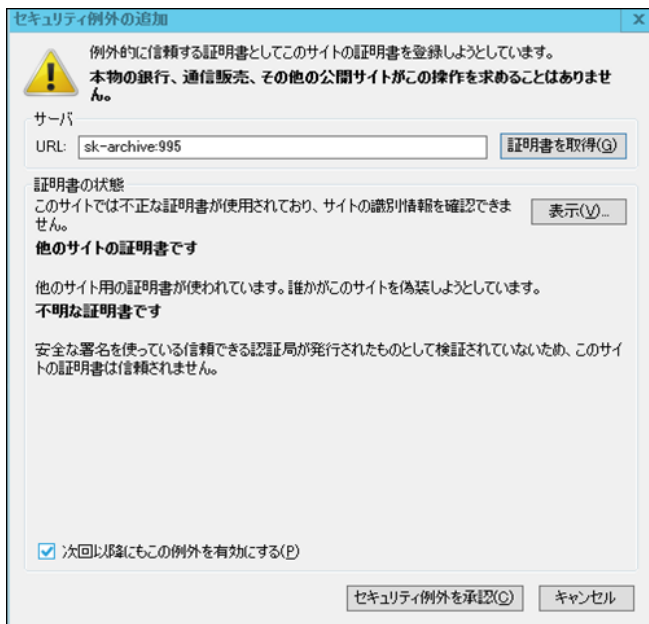 セキュリティ例外の追加
x
例外的に信頼する証明書としてこのサイトの証明書を登録しようとしています。
本物の銀行、通信販売、その他の公開サイトがこの操作を求めることはありませ
ん。
サーバ
URL: sk-archive:995 証明書を取得(G)
証明書の状態
このサイトでは不正な証明書が使用されており、サイトの識別情報を確認できま
せん。
表示(V)...
他のサイトの証明書です
他のサイト用の証明書が使われています。誰かがこのサイトを偽装しようとしています。
不明な証明書です
安全な署名を使っている信頼できる認証局が発行されたものとして検証されていないため、このサイ
トの証明書は信頼されません。
次回以降にもこの例外を有効にする(P)
セキュリティ例外を承認(C) キャンセル